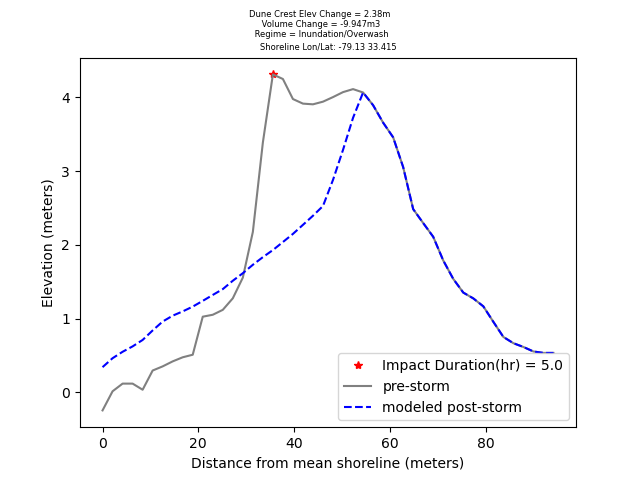 Dune Crest Elev Change = 2.38m
Volume Change = -9.947m3
Regime = Inundation/Overwash
Shoreline Lon/Lat: -79.13 33.415
Elevation (meters)
4
3
2
1
0
Impact Duration(hr) = 5.0
pre-storm
modeled post-storm
0 20 40 60 80
Distance from mean shoreline (meters)